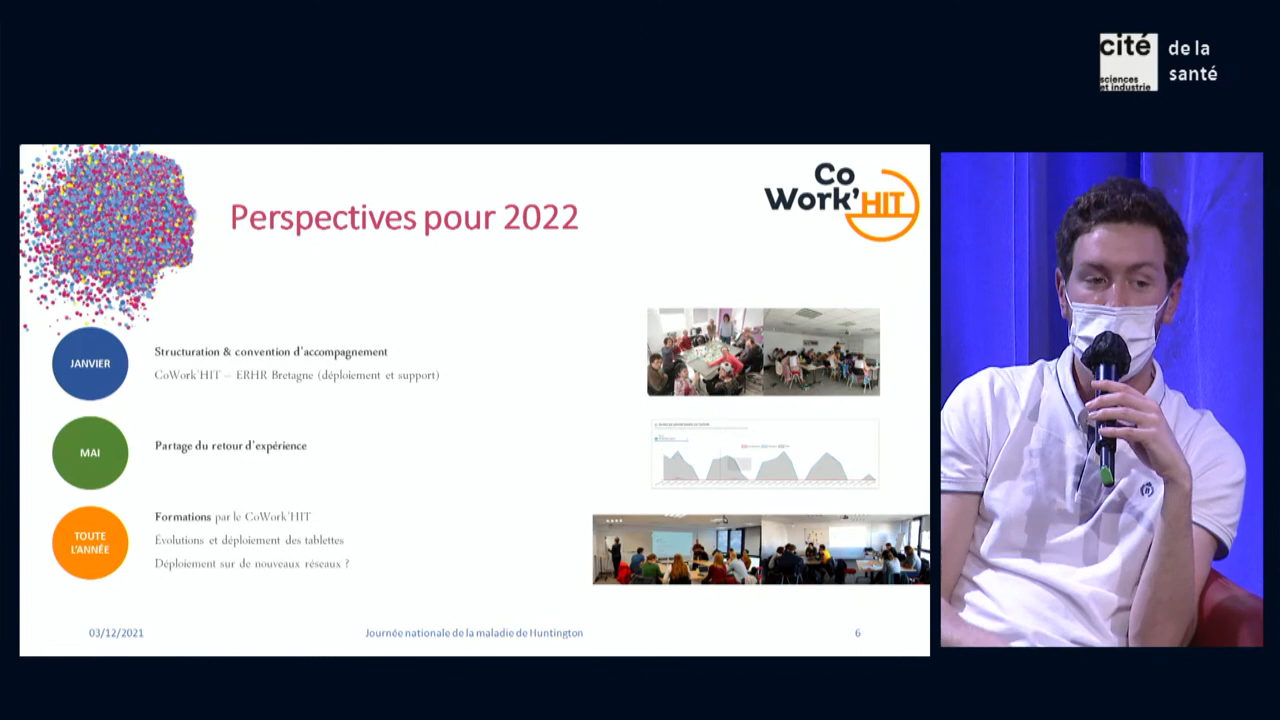 cité
sciences
et industrie
de la
santé
Perspectives pour 2022
Co
Work'HIT
JANVIER
Structuration & convention d'accompagnement
CoWork'HIT – ERHR Bretagne (déploiement et support)
MAI
Partage du retour d'expérience
TOUTE
L'ANNÉE
Formations par le CoWork'HIT
Évolutions et déploiement des tablettes
Déploiement sur de nouveaux réseaux ?
03/12/2021
Journée nationale de la maladie de Huntington
6